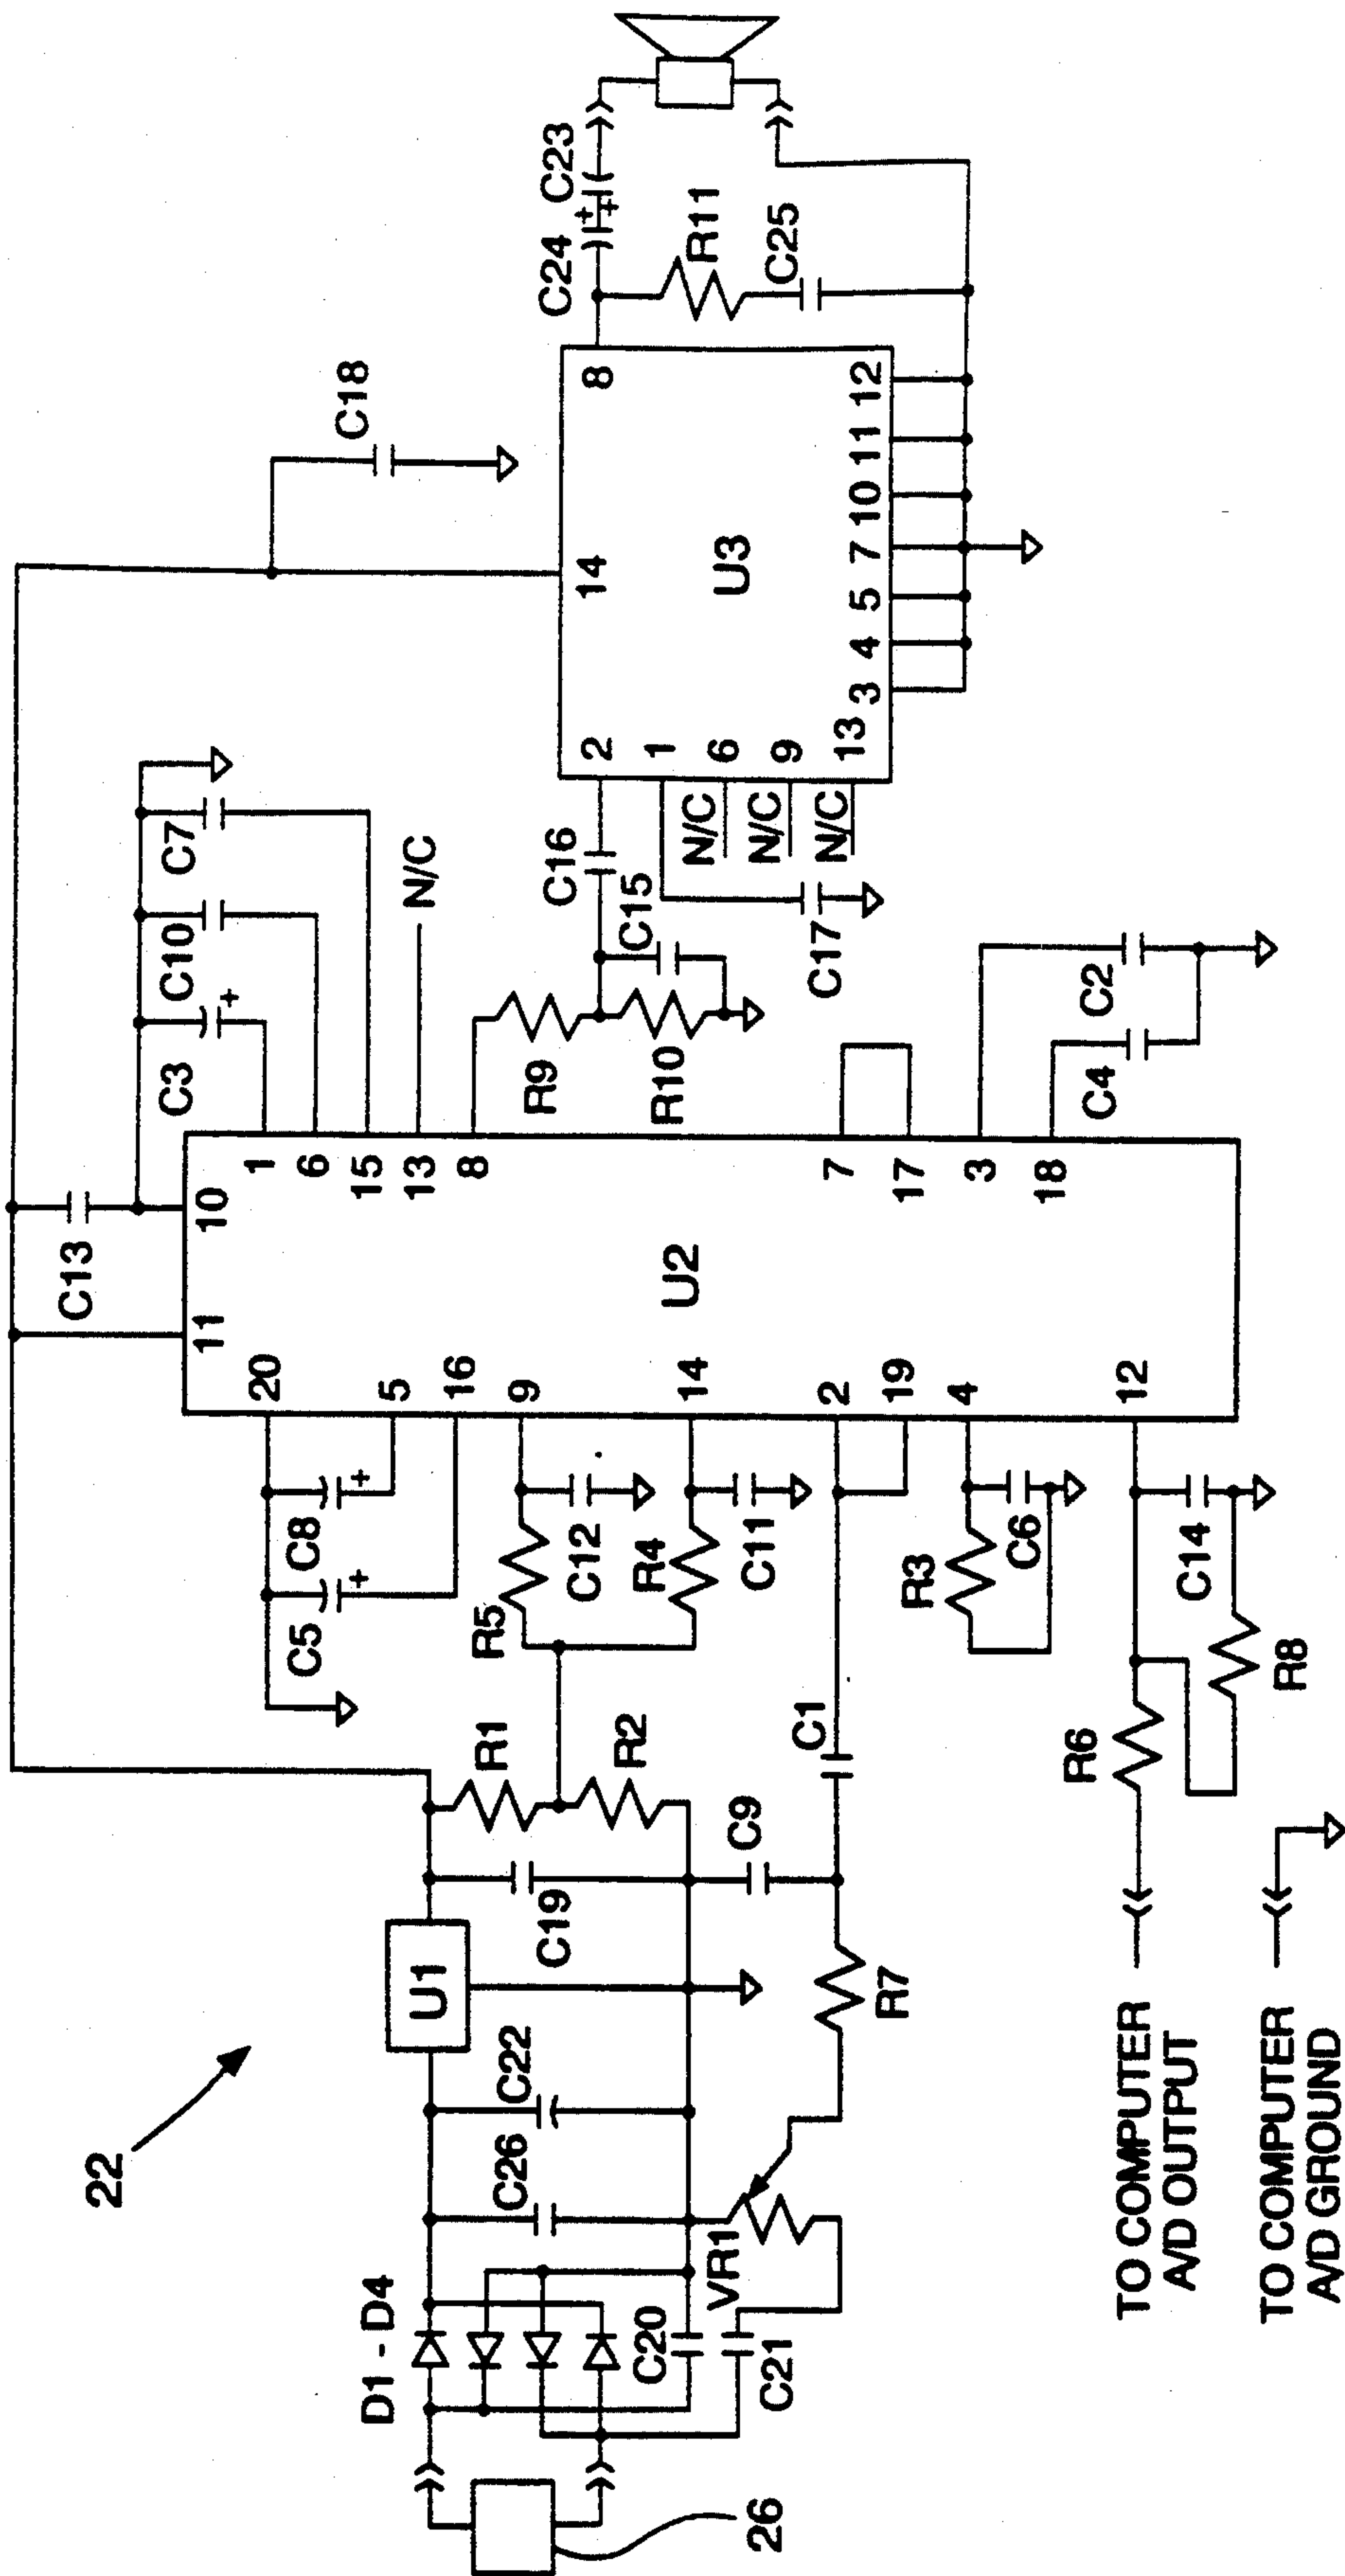 22
26
D1 - D4
C20
C21
C26
C22
VR1
U1
C19
C9
R7
R1
R2
C1
C5
C8
R5
C12
R4
C11
R3
C6
R6
C14
R8
TO COMPUTER
A/D OUTPUT
TO COMPUTER
A/D GROUND
20
5
16
9
14
2
19
4
12
11
10
U2
1
6
15
13
8
7
17
3
18
C13
C3
+
C10
C7
+
+
N/C
R9
R10
C15
C16
C17
C4
C2
2
1
6
9
13
N/C
N/C
N/C
14
U3
8
3
4
5
7
10
11
12
C18
C24
C23
+
+
R11
C25